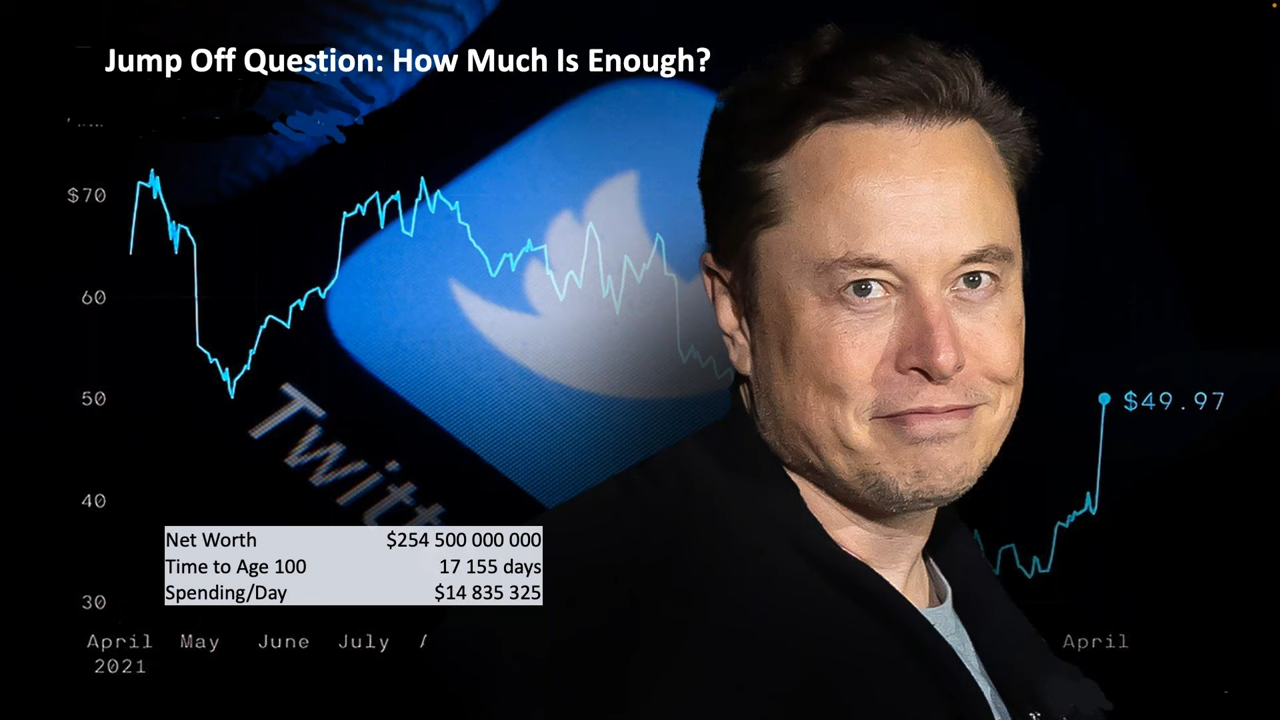 Jump Off Question: How Much Is Enough?
$70
60
$49.97
50
40
Twitt
Net Worth $254 500 000 000
Time to Age 100 17 155 days
Spending/Day $14 835 325
30
April May June July April
2021